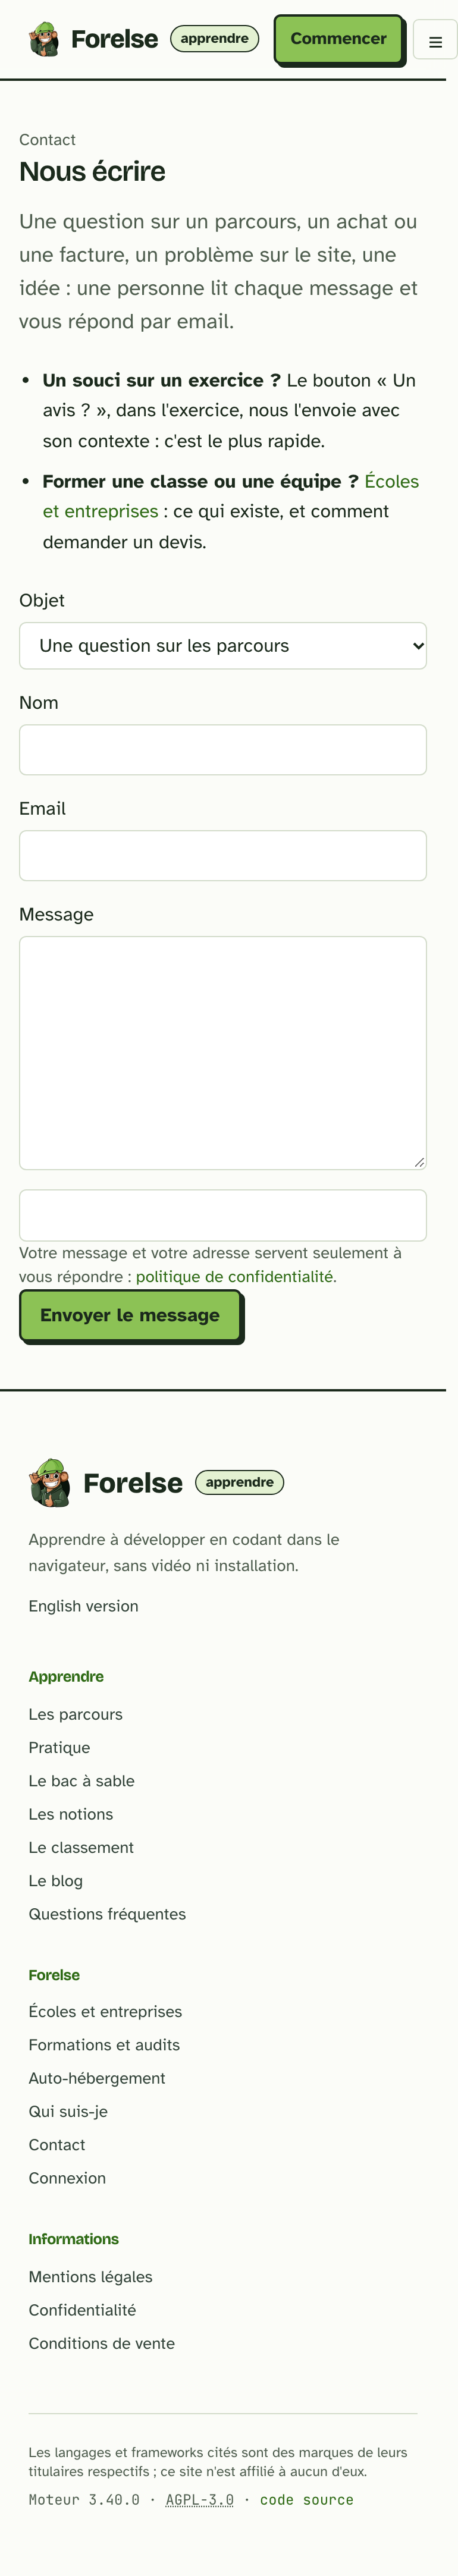 Forelse apprendre Commencer
Contact
Nous écrire
Une question sur un parcours, un achat ou
une facture, un problème sur le site, une
idée : une personne lit chaque message et
vous répond par email.
• Un souci sur un exercice ? Le bouton « Un
avis ? », dans l'exercice, nous l'envoie avec
son contexte : c'est le plus rapide.
• Former une classe ou une équipe ? Écoles
et entreprises : ce qui existe, et comment
demander un devis.
Objet
Une question sur les parcours
Nom
Email
Message
Votre message et votre adresse servent seulement à
vous répondre : politique de confidentialité.
Envoyer le message
Forelse apprendre
Apprendre à développer en codant dans le
navigateur, sans vidéo ni installation.
English version
Apprendre
Les parcours
Pratique
Le bac à sable
Les notions
Le classement
Le blog
Questions fréquentes
Forelse
Écoles et entreprises
Formations et audits
Auto-hébergement
Qui suis-je
Contact
Connexion
Informations
Mentions légales
Confidentialité
Conditions de vente
Les langages et frameworks cités sont des marques de leurs
titulaires respectifs ; ce site n'est affilié à aucun d'eux.
Moteur 3.40.0 · AGPL-3.0 · code source